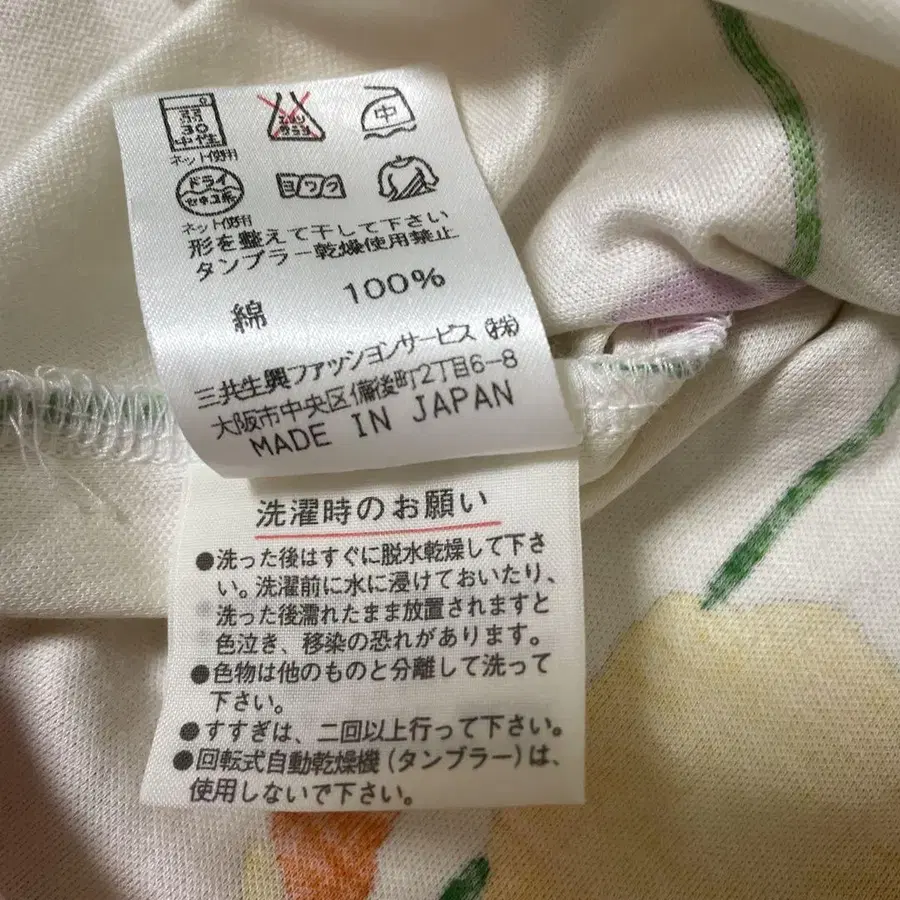 30
中性
ネット使用
エンソ
サラシ
中
ドライ
セキユ系
ネット使用
ヨワク
形を整えて干して下さい
タンブラー乾燥使用禁止
綿 100%
三共生興ファッションサービス(株)
大阪市中央区備後町2丁目6-8
MADE IN JAPAN
洗濯時のお願い
●洗った後はすぐに脱水乾燥して下さ
い。洗濯前に水に浸けておいたり、
洗った後濡れたまま放置されますと
色泣き、移染の恐れがあります。
●色物は他のものと分離して洗って
下さい。
●すすぎは、二回以上行って下さい。
●回転式自動乾燥機(タンブラー)は、
使用しないで下さい。